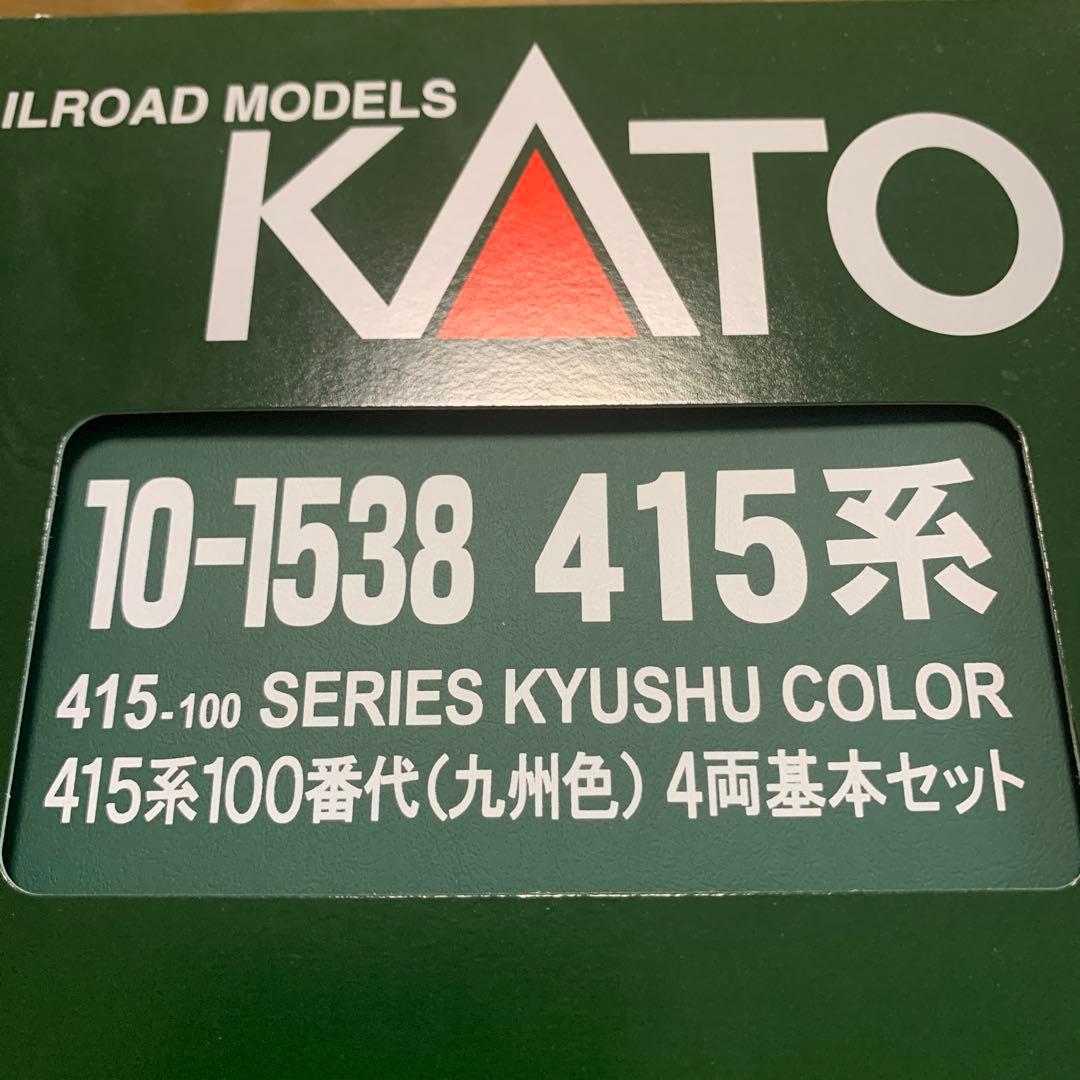 ILROAD MODELS
KATO
10-1538 415系
415-100 SERIES KYUSHU COLOR
415系100番代(九州色) 4両基本セット